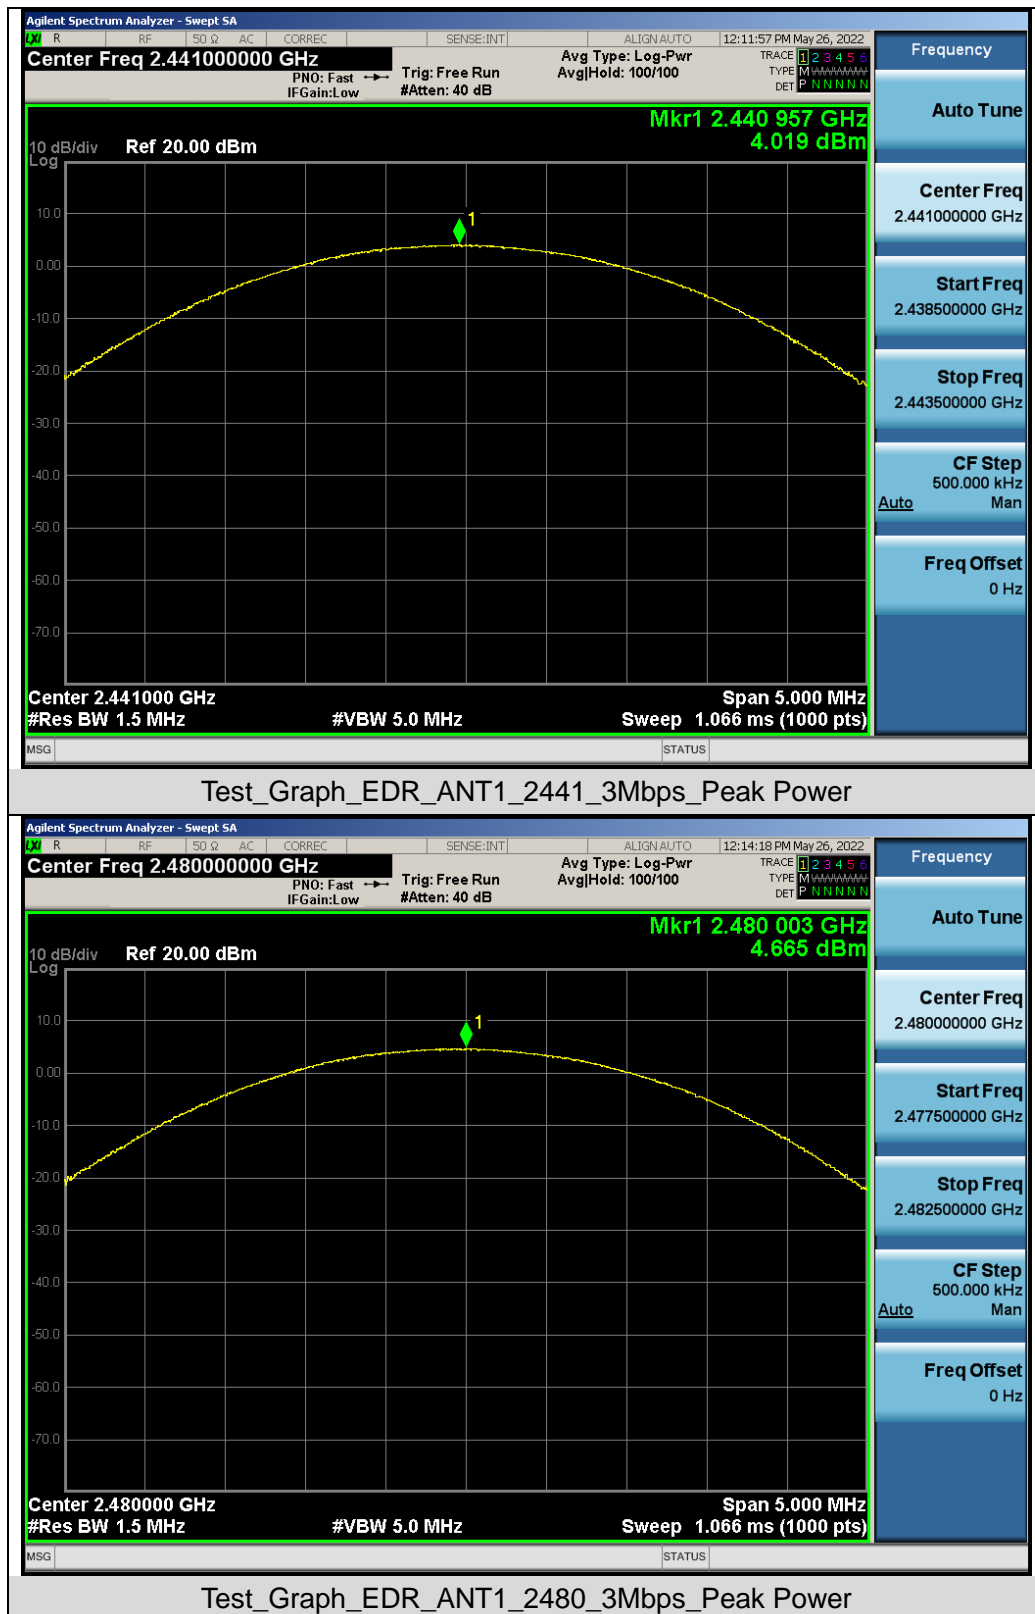 Agilent Spectrum Analyzer - Swept SA
LXI R RF 50 Ω AC CORREC SENSE:INT ALIGN AUTO 12:11:57 PM May 26, 2022
Center Freq 2.441000000 GHz
PNO: Fast
IFGain:Low
Trig: Free Run
#Atten: 40 dB
Avg Type: Log-Pwr
Avg|Hold: 100/100
TRACE 1 2 3 4 5 6
TYPE M WWWWW
DET P N N N N N
Frequency
Auto Tune
Center Freq
2.441000000 GHz
Start Freq
2.438500000 GHz
Stop Freq
2.443500000 GHz
CF Step
500.000 kHz
Auto Man
Freq Offset
0 Hz
Mkr1 2.440 957 GHz
4.019 dBm
10 dB/div Ref 20.00 dBm
Log
10.0
1
0.00
-10.0
-20.0
-30.0
-40.0
-50.0
-60.0
-70.0
Center 2.441000 GHz Span 5.000 MHz
#Res BW 1.5 MHz #VBW 5.0 MHz Sweep 1.066 ms (1000 pts)
MSG STATUS
Test_Graph_EDR_ANT1_2441_3Mbps_Peak Power
Agilent Spectrum Analyzer - Swept SA
LXI R RF 50 Ω AC CORREC SENSE:INT ALIGN AUTO 12:14:18 PM May 26, 2022
Center Freq 2.480000000 GHz
PNO: Fast
IFGain:Low
Trig: Free Run
#Atten: 40 dB
Avg Type: Log-Pwr
Avg|Hold: 100/100
TRACE 1 2 3 4 5 6
TYPE M WWWWW
DET P N N N N N
Frequency
Auto Tune
Center Freq
2.480000000 GHz
Start Freq
2.477500000 GHz
Stop Freq
2.482500000 GHz
CF Step
500.000 kHz
Auto Man
Freq Offset
0 Hz
Mkr1 2.480 003 GHz
4.665 dBm
10 dB/div Ref 20.00 dBm
Log
10.0
1
0.00
-10.0
-20.0
-30.0
-40.0
-50.0
-60.0
-70.0
Center 2.480000 GHz Span 5.000 MHz
#Res BW 1.5 MHz #VBW 5.0 MHz Sweep 1.066 ms (1000 pts)
MSG STATUS
Test_Graph_EDR_ANT1_2480_3Mbps_Peak Power